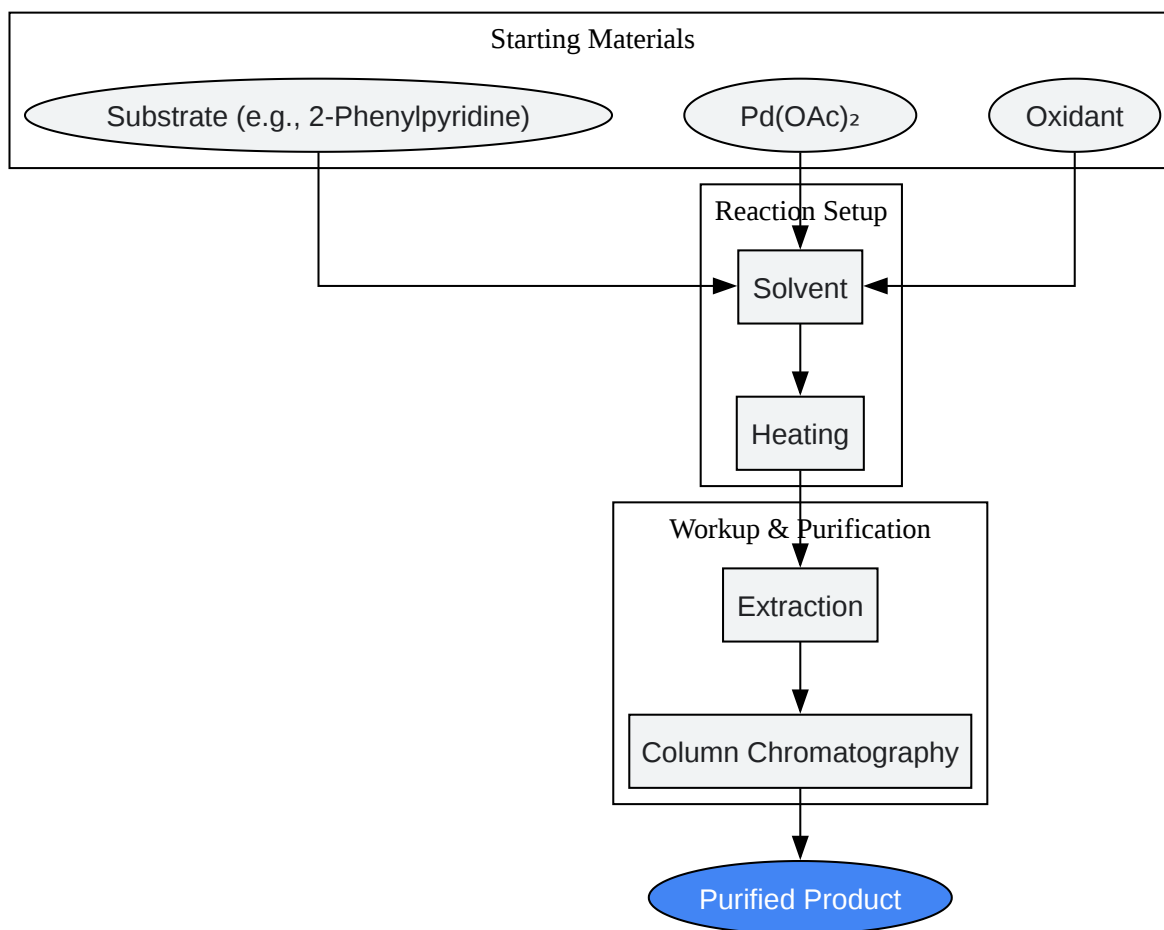 Starting Materials
Substrate (e.g., 2-Phenylpyridine)
Pd(OAc)₂
Oxidant
Reaction Setup
Solvent
Heating
Workup & Purification
Extraction
Column Chromatography
Purified Product